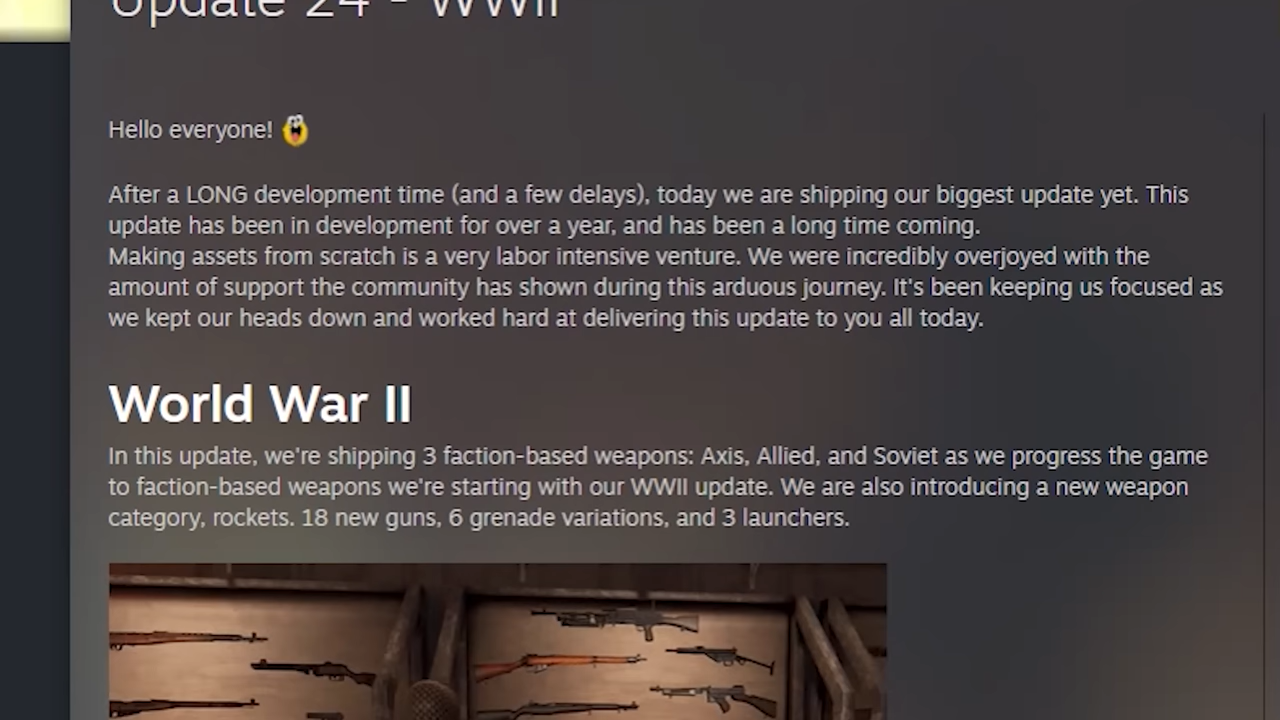 Update 24 - WWII
Hello everyone!
After a LONG development time (and a few delays), today we are shipping our biggest update yet. This
update has been in development for over a year, and has been a long time coming.
Making assets from scratch is a very labor intensive venture. We were incredibly overjoyed with the
amount of support the community has shown during this arduous journey. It's been keeping us focused as
we kept our heads down and worked hard at delivering this update to you all today.
World War II
In this update, we're shipping 3 faction-based weapons: Axis, Allied, and Soviet as we progress the game
to faction-based weapons we're starting with our WWII update. We are also introducing a new weapon
category, rockets. 18 new guns, 6 grenade variations, and 3 launchers.